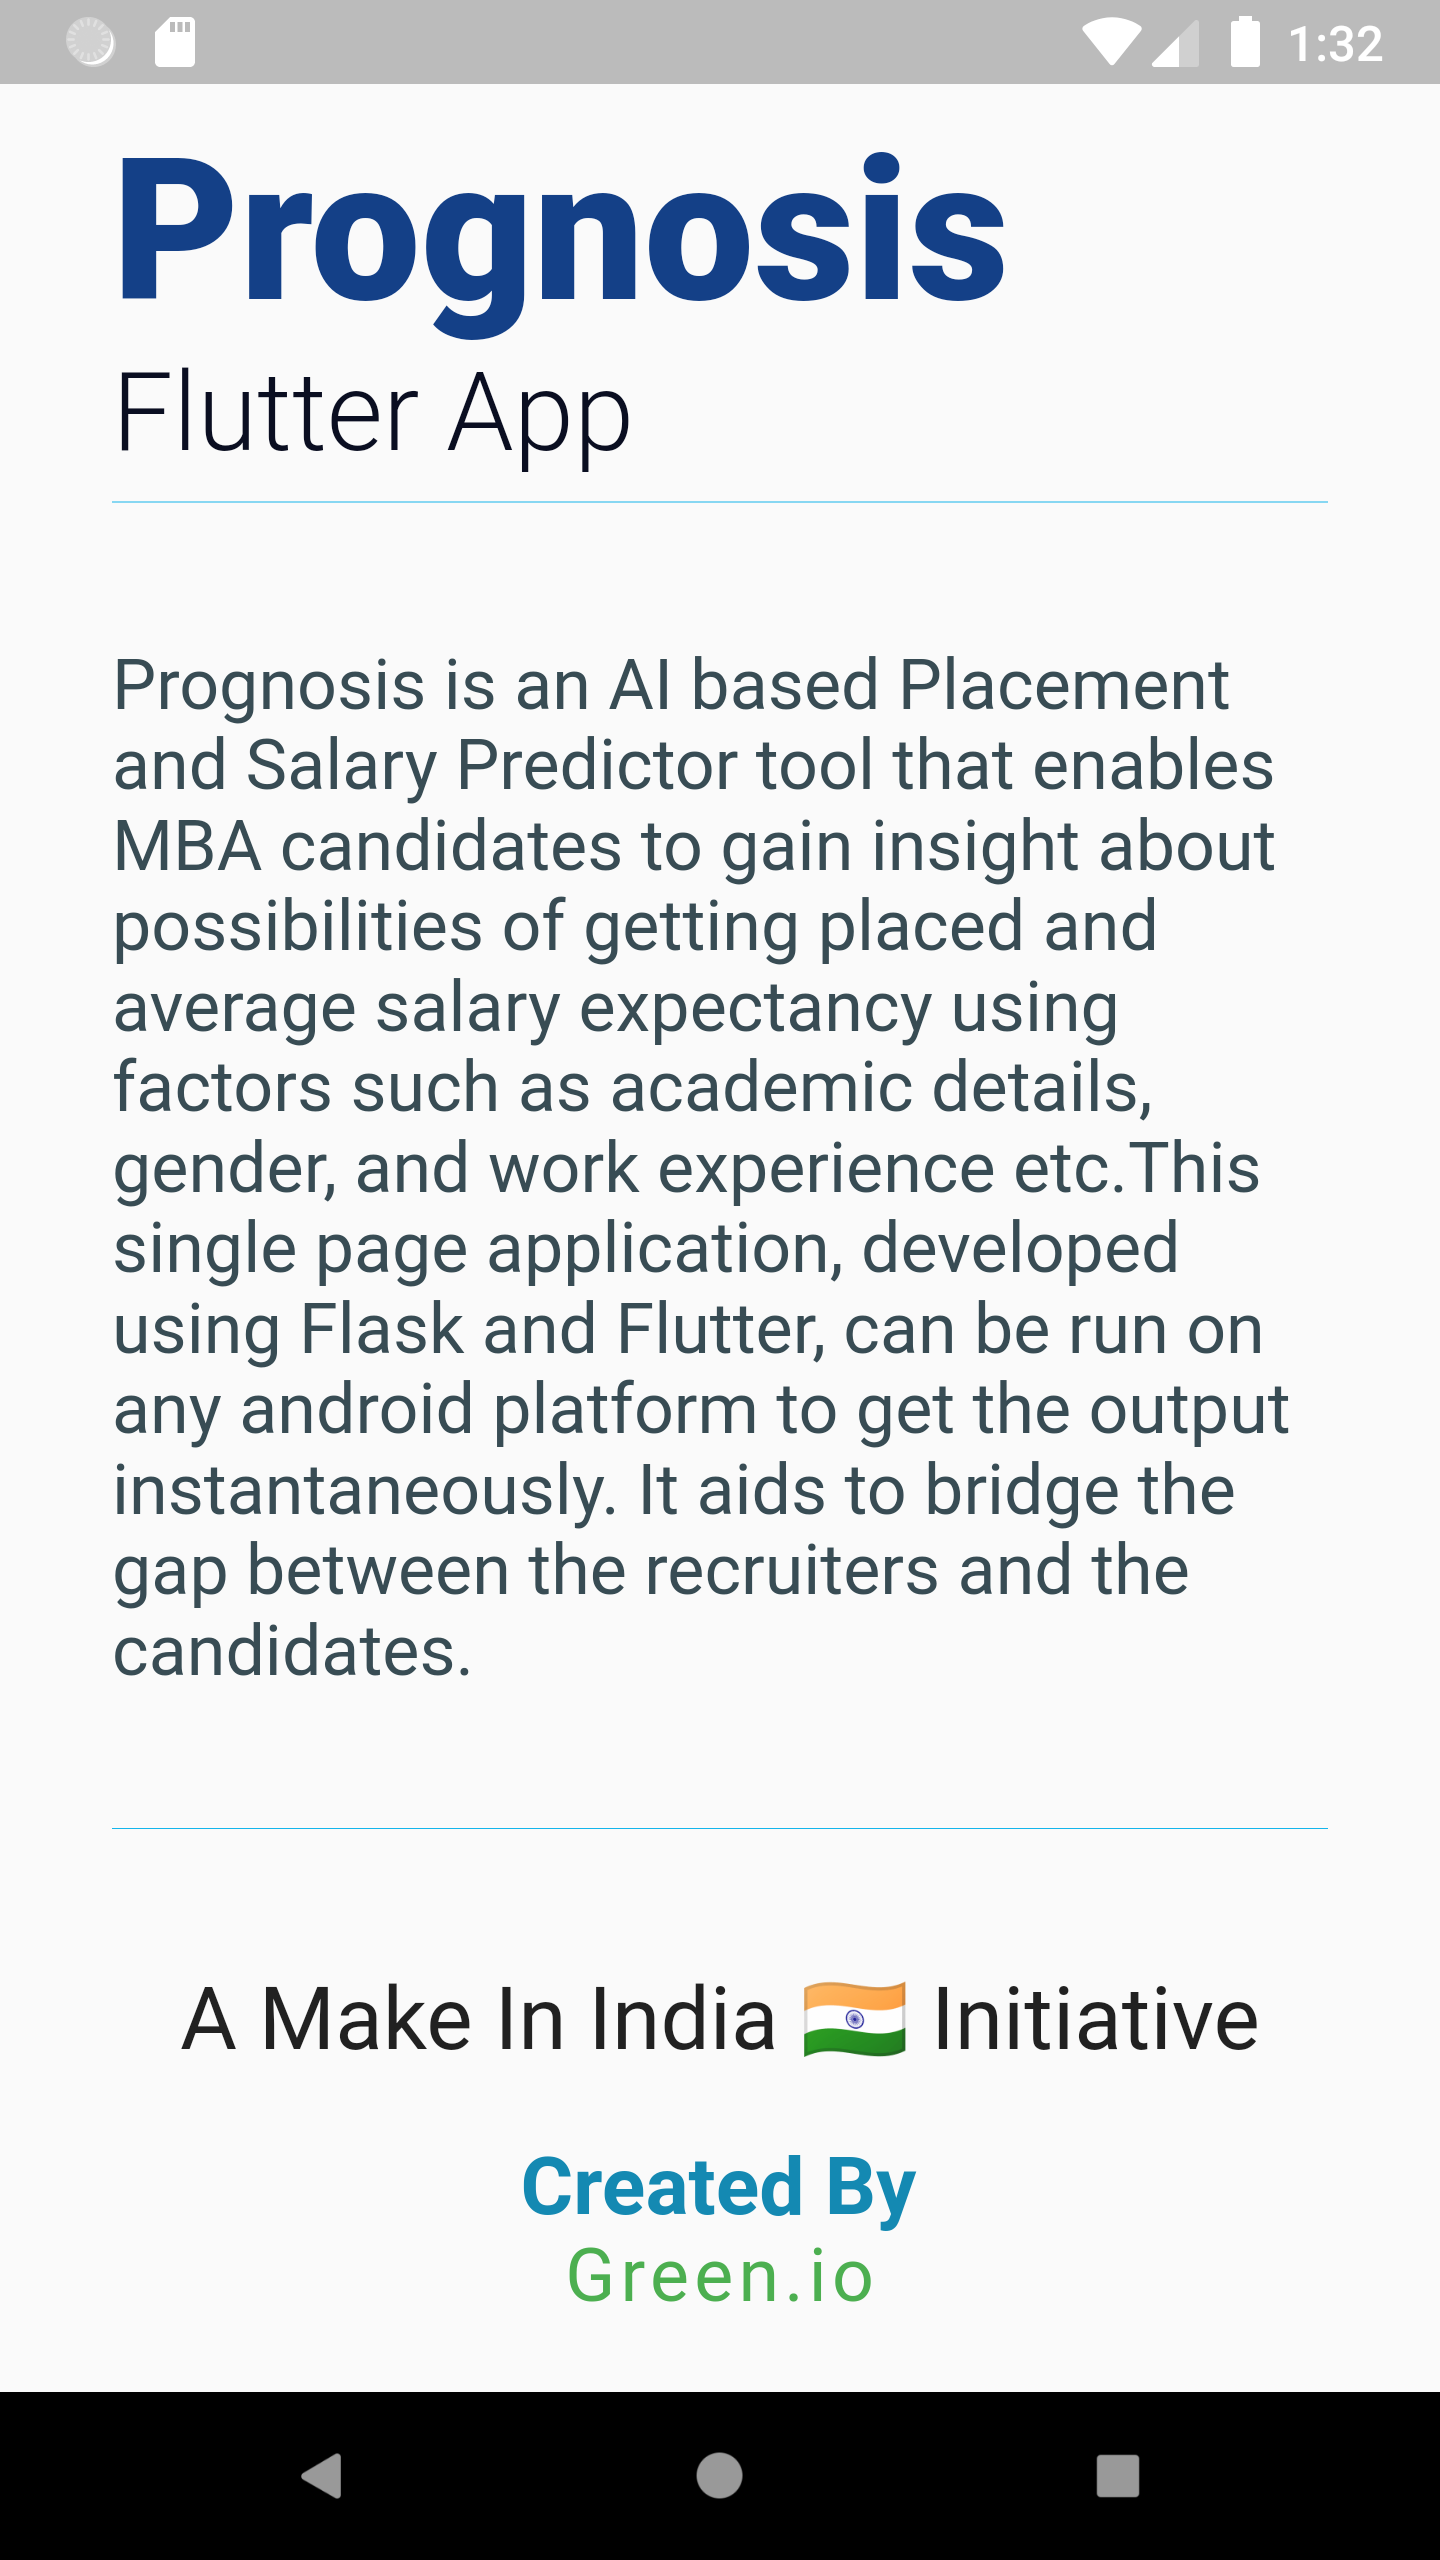 1:32
Prognosis
Flutter App
Prognosis is an AI based Placement
and Salary Predictor tool that enables
MBA candidates to gain insight about
possibilities of getting placed and
average salary expectancy using
factors such as academic details,
gender, and work experience etc.This
single page application, developed
using Flask and Flutter, can be run on
any android platform to get the output
instantaneously. It aids to bridge the
gap between the recruiters and the
candidates.
A Make In India 🇮🇳 Initiative
Created By
Green.io